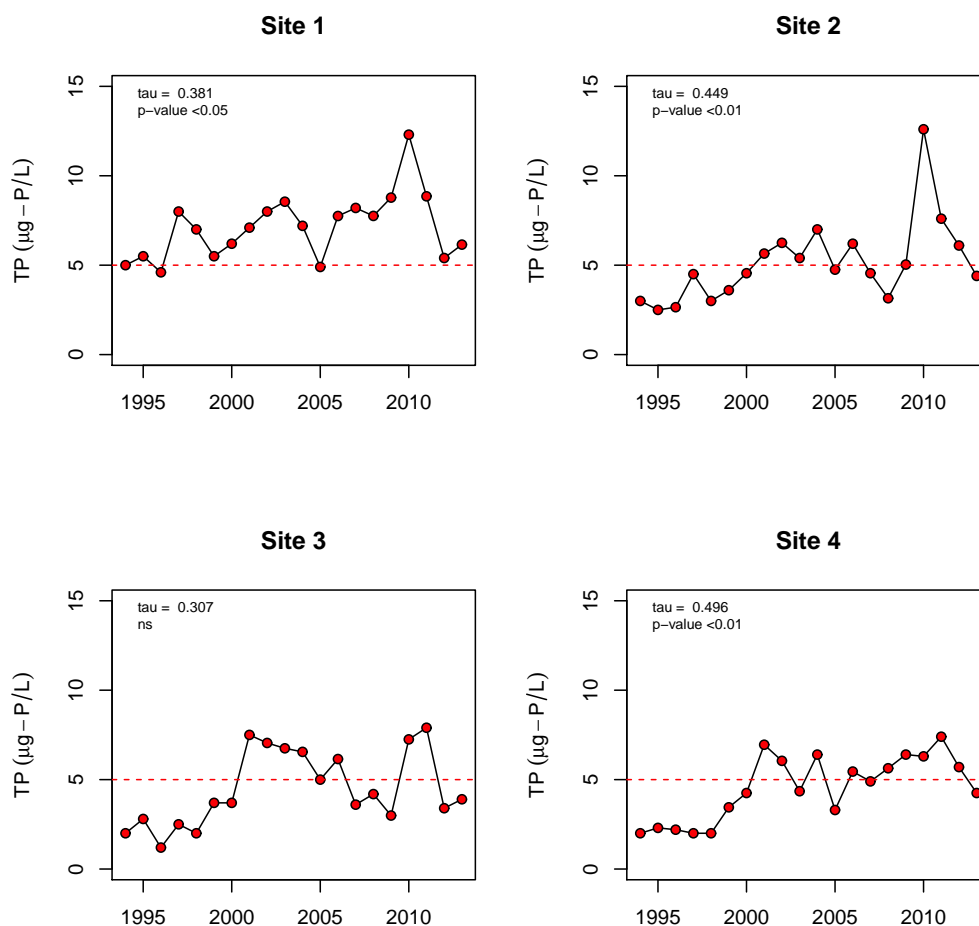 Site 1
tau = 0.381
p−value <0.05
TP (μg−P/L)
15
10
5
0
1995 2000 2005 2010
Site 2
tau = 0.449
p−value <0.01
TP (μg−P/L)
15
10
5
0
1995 2000 2005 2010
Site 3
tau = 0.307
ns
TP (μg−P/L)
15
10
5
0
1995 2000 2005 2010
Site 4
tau = 0.496
p−value <0.01
TP (μg−P/L)
15
10
5
0
1995 2000 2005 2010